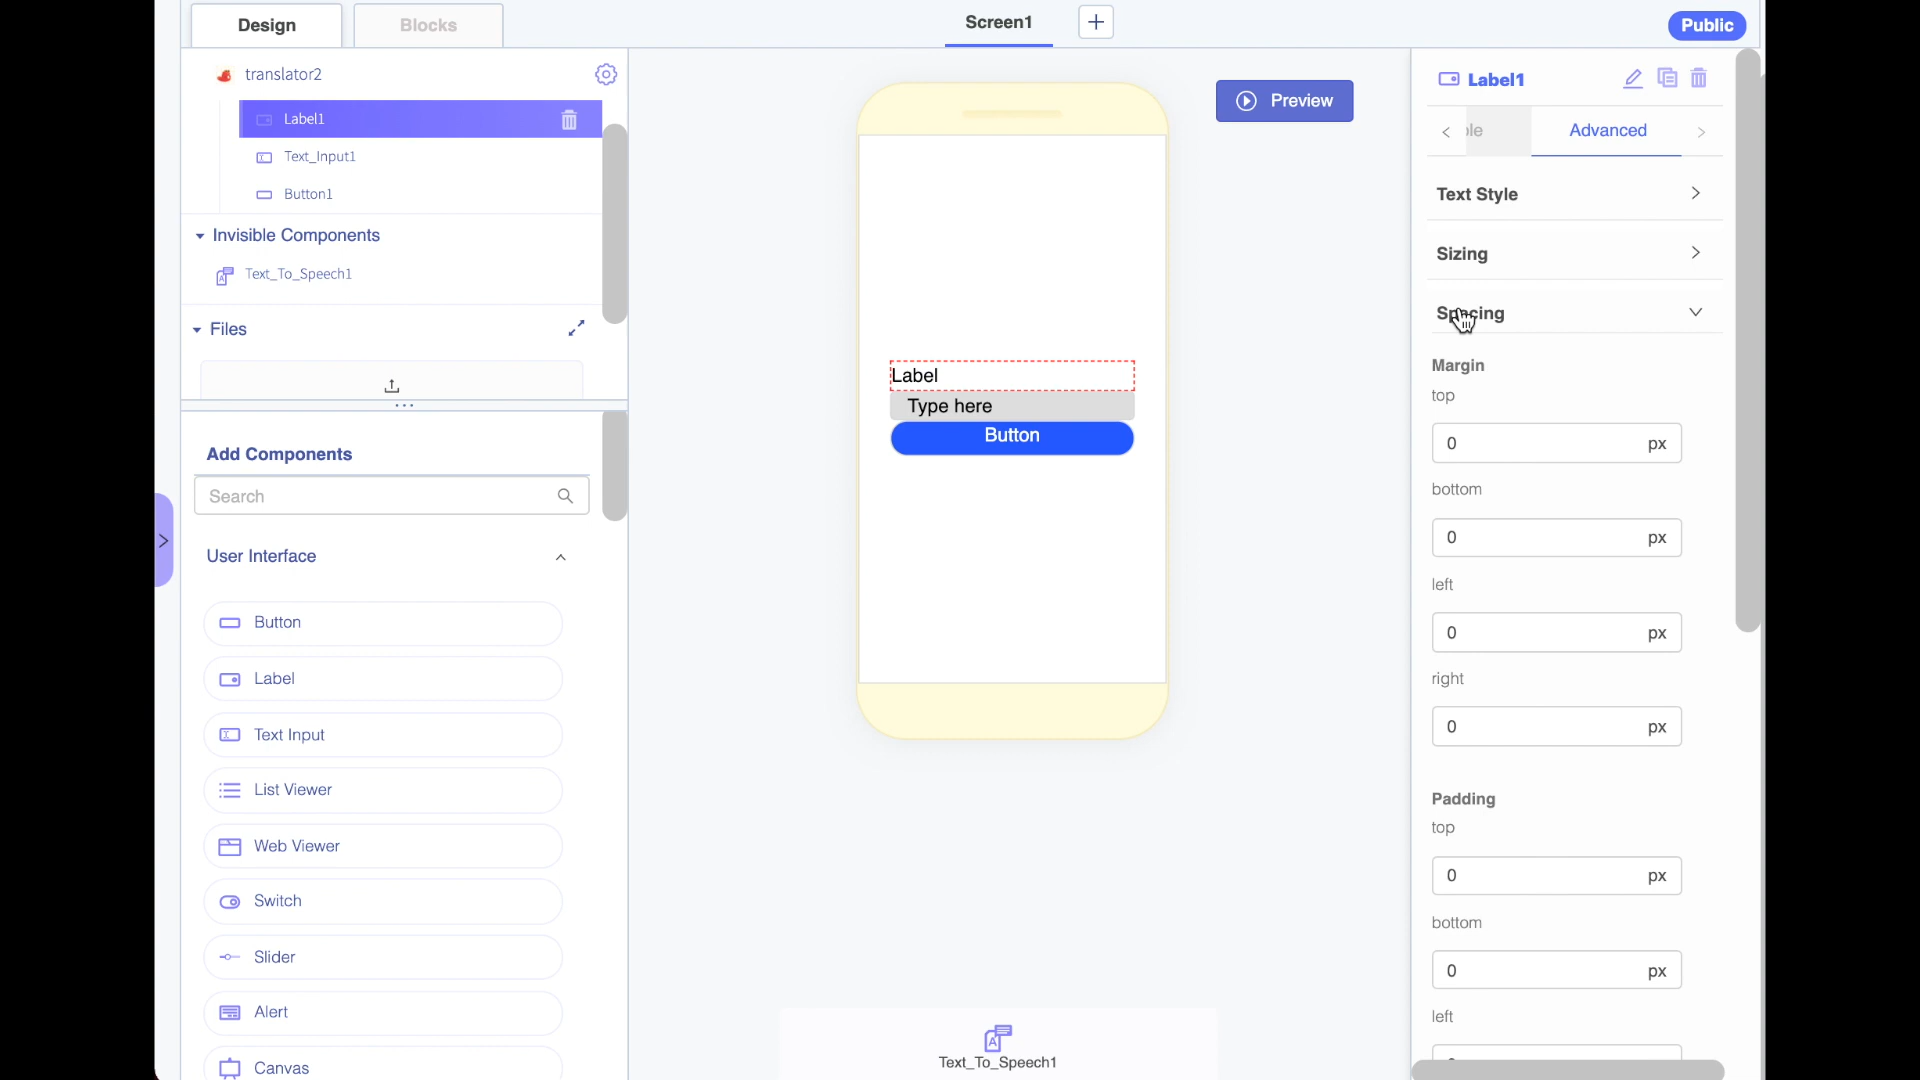 Design
Blocks
Screen1
+
Public
translator2
Label1
Text_Input1
Button1
Invisible Components
Text_To_Speech1
Files
Add Components
Search
User Interface
Button
Label
Text Input
List Viewer
Web Viewer
Switch
Slider
Alert
Canvas
Preview
Label
Type here
Button
Text_To_Speech1
Label1
Advanced
Text Style
Sizing
Spacing
Margin
top
0 px
bottom
0 px
left
0 px
right
0 px
Padding
top
0 px
bottom
0 px
left